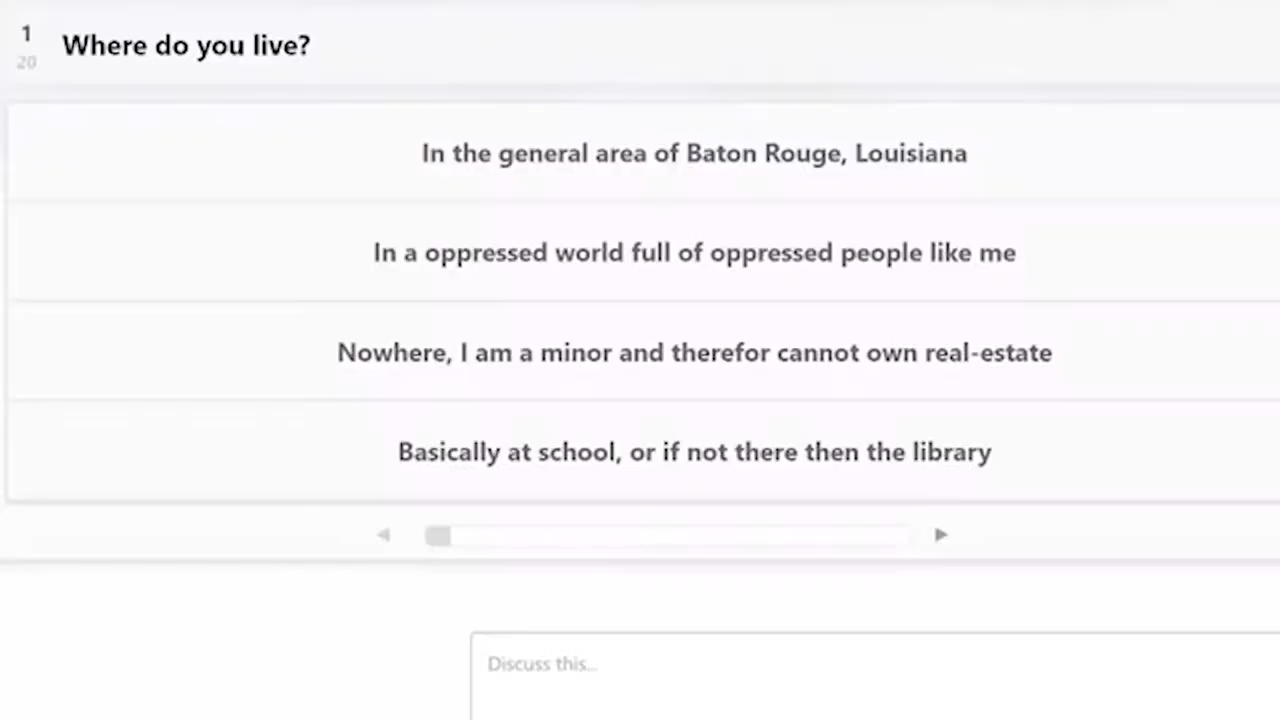 1
20
Where do you live?
In the general area of Baton Rouge, Louisiana
In a oppressed world full of oppressed people like me
Nowhere, I am a minor and therefor cannot own real-estate
Basically at school, or if not there then the library
Discuss this...